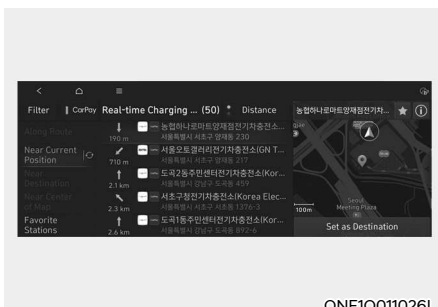 Filter
CarPay
Real-time Charging ... (50)
Distance
Along Route
Near Current
Position
Near
Destination
Near Center
of Map
Favorite
Stations
190 m
농협하나로마트양재점전기차충전소...
서울특별시 서초구 양재동 230
710 m
서울오토갤러리전기차충전소(GN T...
서울특별시 서초구 양재동 217
2.1 km
도곡2동주민센터전기차충전소(Kor...
서울특별시 강남구 도곡동 459
2.3 km
서초구청전기차충전소(Korea Elec...
서울특별시 서초구 서초동 1376-3
2.6 km
도곡1동주민센터전기차충전소(Kor...
서울특별시 강남구 도곡동 892-6
농협하나로마트양재점전기차...
100m
Seoul
Meeting Plaza
Set as Destination